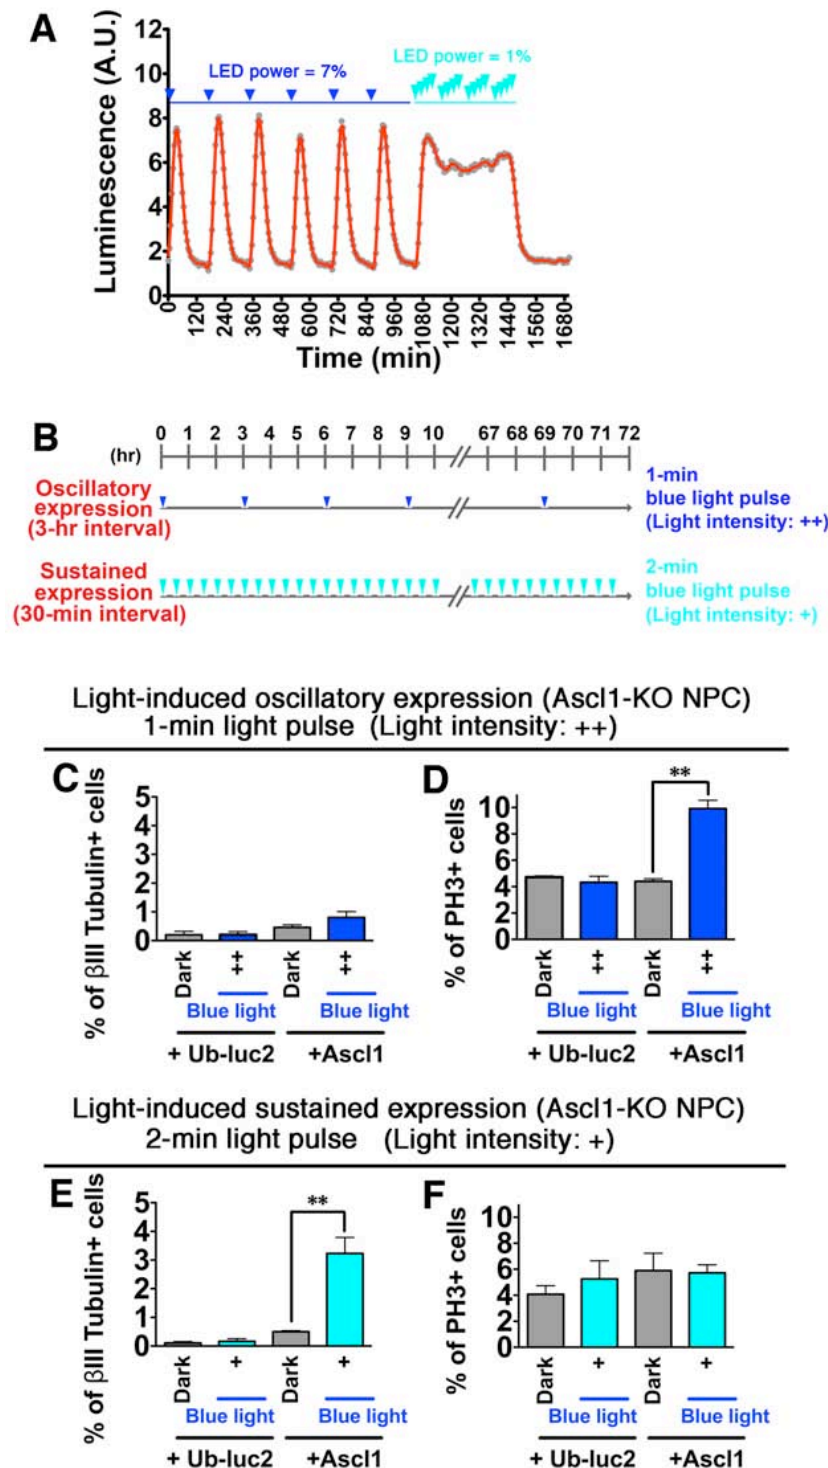 A
Luminescence (A.U.)
12
10
8
6
4
2
0
LED power = 7%
LED power = 1%
0
120
240
360
480
600
720
840
960
1080
1200
1320
1440
1560
1680
Time (min)
B
0 1 2 3 4 5 6 7 8 9 10 67 68 69 70 71 72
(hr)
Oscillatory
expression
(3-hr interval)
1-min
blue light pulse
(Light intensity: ++)
Sustained
expression
(30-min interval)
2-min
blue light pulse
(Light intensity: +)
Light-induced oscillatory expression (Ascl1-KO NPC)
1-min light pulse (Light intensity: ++)
C
% of βIII Tubulin+ cells
5
4
3
2
1
0
Dark
++
Dark
++
Blue light
Blue light
+ Ub-luc2
+Ascl1
D
% of PH3+ cells
10
8
6
4
2
0
**
Dark
++
Dark
++
Blue light
Blue light
+ Ub-luc2
+Ascl1
Light-induced sustained expression (Ascl1-KO NPC)
2-min light pulse (Light intensity: +)
E
% of βIII Tubulin+ cells
5
4
3
2
1
0
**
Dark
+
Dark
+
Blue light
Blue light
+ Ub-luc2
+Ascl1
F
% of PH3+ cells
10
8
6
4
2
0
Dark
+
Dark
+
Blue light
Blue light
+ Ub-luc2
+Ascl1